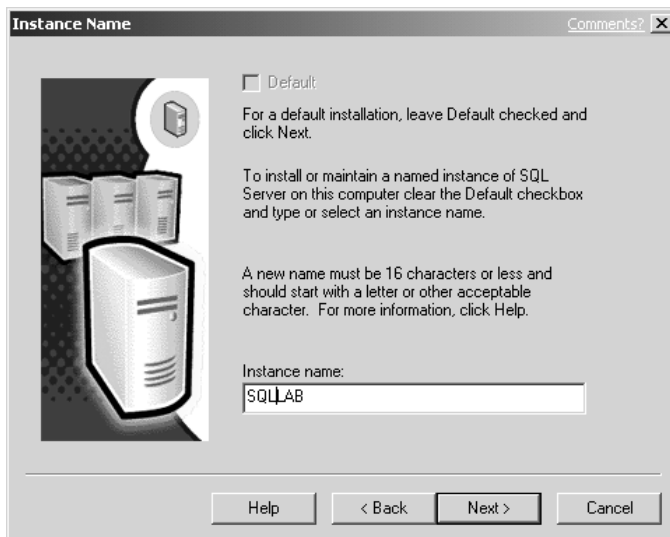 Instance Name
Comments?
Default
For a default installation, leave Default checked and
click Next.
To install or maintain a named instance of SQL
Server on this computer clear the Default checkbox
and type or select an instance name.
A new name must be 16 characters or less and
should start with a letter or other acceptable
character.  For more information, click Help.
Instance name:
SQLLAB
Help
< Back
Next >
Cancel